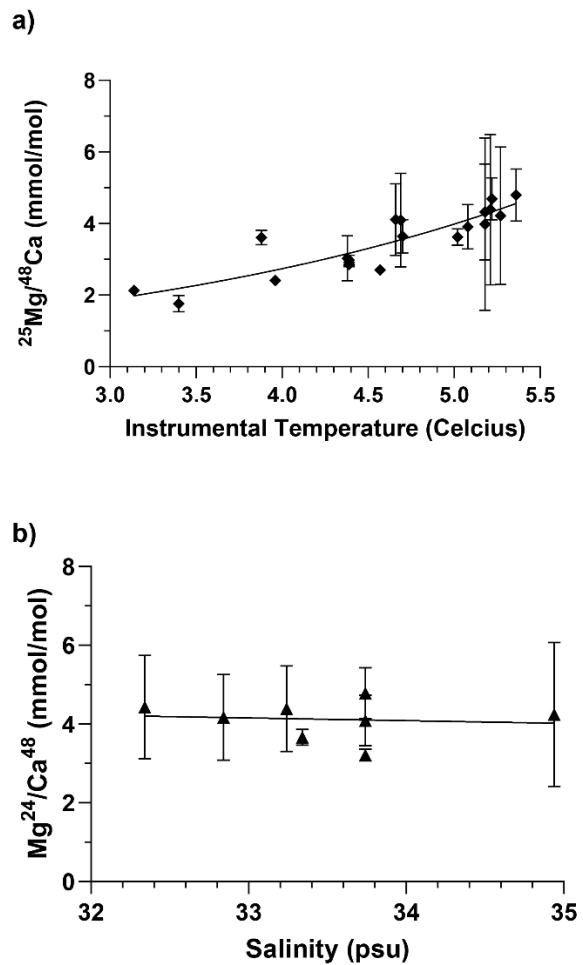 a)
8
6
4
2
0
²⁵Mg/⁴⁸Ca (mmol/mol)
3.0 3.5 4.0 4.5 5.0 5.5
Instrumental Temperature (Celcius)
b)
8
6
4
2
0
Mg²⁴/Ca⁴⁸ (mmol/mol)
32 33 34 35
Salinity (psu)